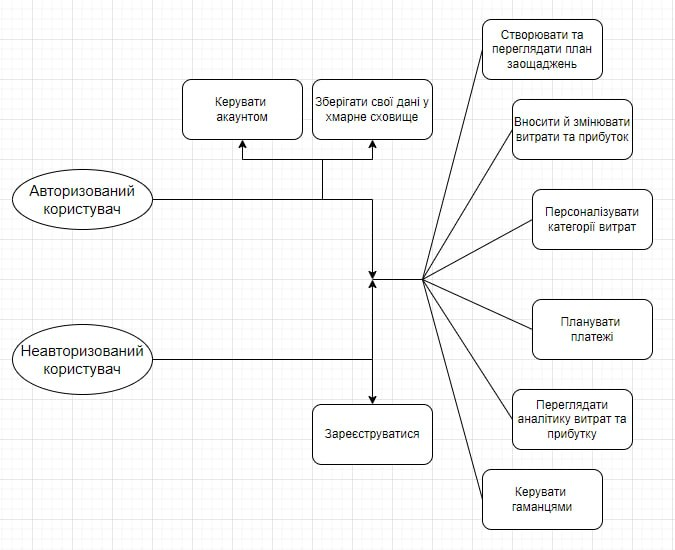 Створювати та
переглядати план
заощаджень
Керувати
акаунтом
Зберігати свої дані у
хмарне сховище
Вносити й змінювати
витрати та прибуток
Авторизований
користувач
Персоналізувати
категорії витрат
Планувати
платежі
Неавторизований
користувач
Переглядати
аналітику витрат та
прибутку
Зареєструватися
Керувати
гаманцями